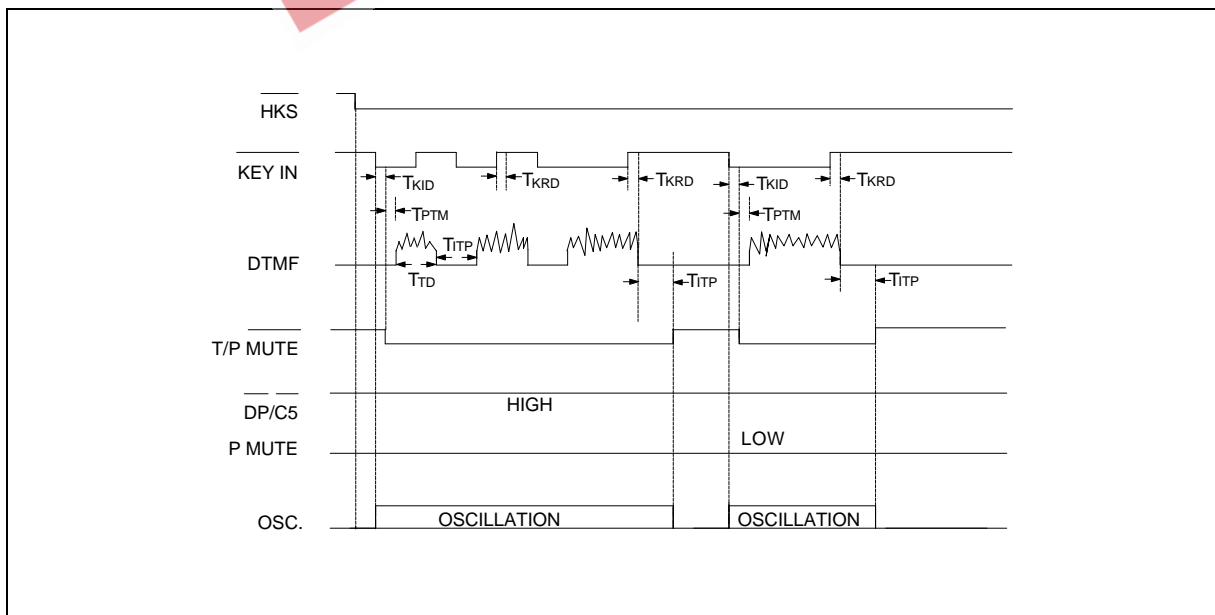 HKS
KEY IN
TKID
TKRD
TKRD
TKID
TKRD
TPTM
TPTM
DTMF
TITP
TTD
TITP
TITP
T/P MUTE
DP/C5
HIGH
P MUTE
LOW
OSC.
OSCILLATION
OSCILLATION